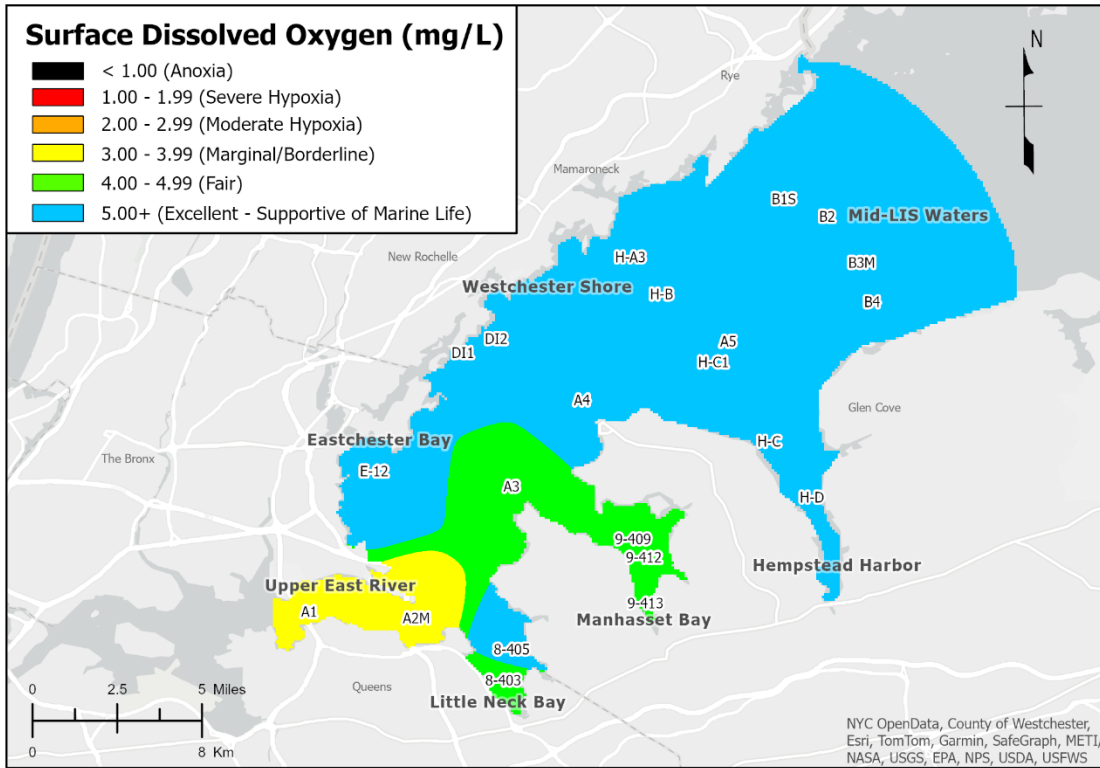 Surface Dissolved Oxygen (mg/L)
< 1.00 (Anoxia)
1.00 - 1.99 (Severe Hypoxia)
2.00 - 2.99 (Moderate Hypoxia)
3.00 - 3.99 (Marginal/Borderline)
4.00 - 4.99 (Fair)
5.00+ (Excellent - Supportive of Marine Life)
N
Rye
Mamaroneck
B1S
B2
Mid-LIS Waters
New Rochelle
H-A3
B3M
Westchester Shore
H-B
B4
DI2
DI1
A5
H-C1
A4
Glen Cove
Eastchester Bay
H-C
The Bronx
E-12
A3
H-D
9-409
9-412
Hempstead Harbor
Upper East River
A1
A2M
9-413
Manhasset Bay
8-405
Queens
8-403
Little Neck Bay
0 2.5 5 Miles
0 8 Km
NYC OpenData, County of Westchester,
Esri, TomTom, Garmin, SafeGraph, METI/
NASA, USGS, EPA, NPS, USDA, USFWS